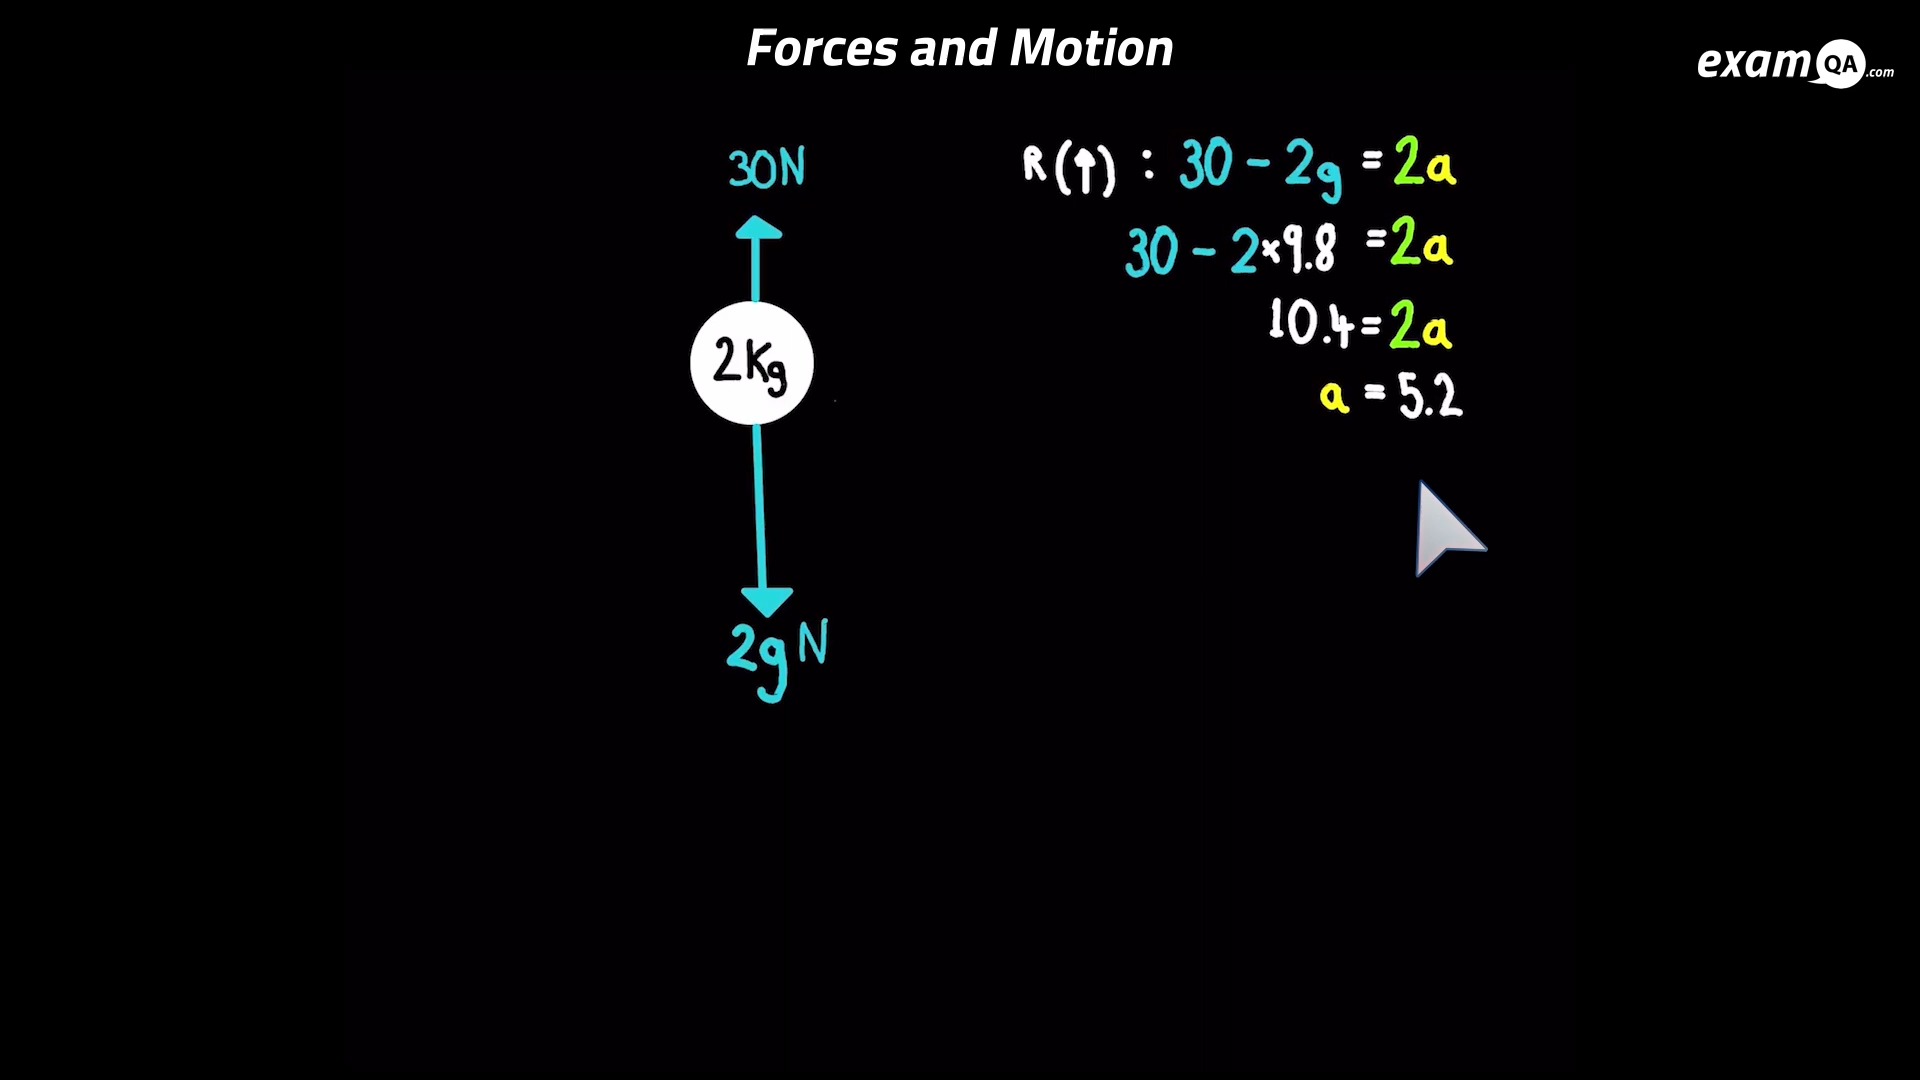 Forces and Motion
examQA.com
30N
2Kg
2gN
R(↑) : 30 - 2g = 2a
30 - 2×9.8 = 2a
10.4 = 2a
a = 5.2